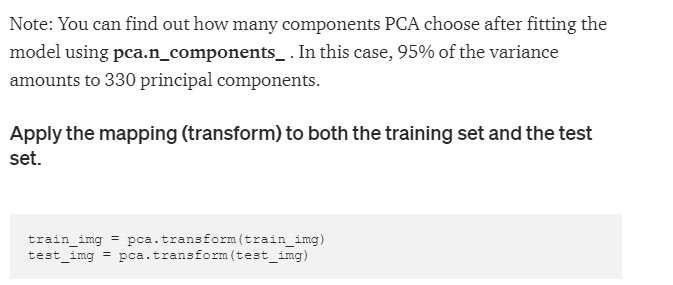 Note: You can find out how many components PCA choose after fitting the
model using pca.n_components_ . In this case, 95% of the variance
amounts to 330 principal components.
Apply the mapping (transform) to both the training set and the test
set.
train_img = pca.transform(train_img)
test_img = pca.transform(test_img)